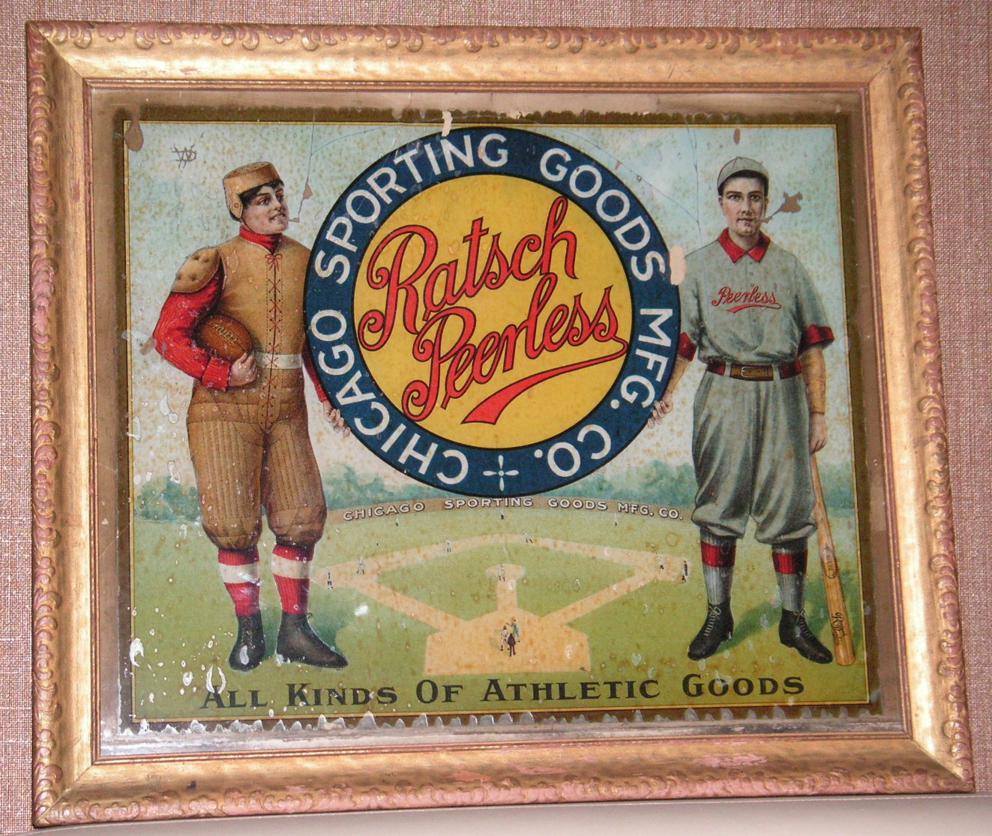 CHICAGO SPORTING GOODS MFG. CO.
Ratsch
Peerless
Peerless
CHICAGO SPORTING GOODS MFG. CO.
ALL KINDS OF ATHLETIC GOODS